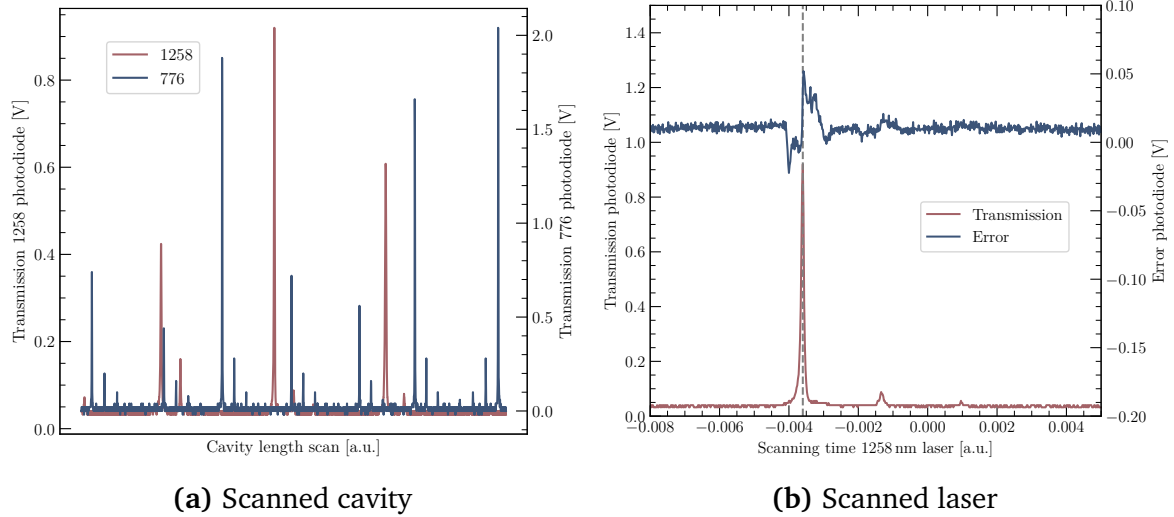 1258
776
0.8
0.6
0.4
0.2
0.0
Transmission 1258 photodiode [V]
2.0
1.5
1.0
0.5
0.0
Transmission 776 photodiode [V]
Cavity length scan [a.u.]
(a) Scanned cavity
1.4
1.2
1.0
0.8
0.6
0.4
0.2
0.0
Transmission photodiode [V]
Transmission
Error
0.10
0.05
0.00
−0.05
−0.10
−0.15
−0.20
Error photodiode [V]
−0.008 −0.006 −0.004 −0.002 0.000 0.002 0.004
Scanning time 1258 nm laser [a.u.]
(b) Scanned laser